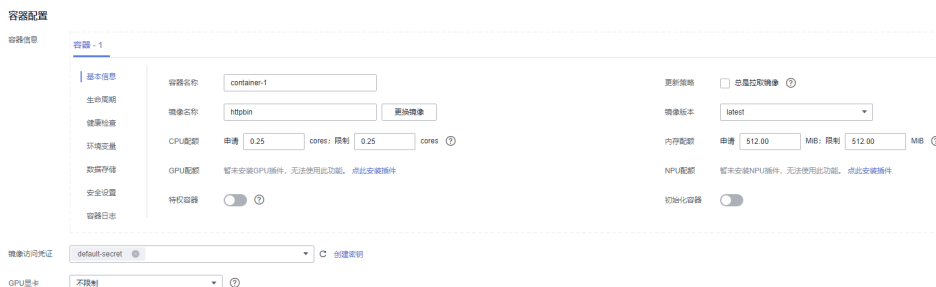 容器配置
容器信息
容器 - 1
基本信息
生命周期
健康检查
环境变量
数据存储
安全设置
容器日志
容器名称 container-1 更新策略 总是拉取镜像 ?
镜像名称 httpbin 更换镜像 镜像版本 latest
CPU配额 申请 0.25 cores; 限制 0.25 cores ? 内存配额 申请 512.00 MiB; 限制 512.00 MiB ?
GPU配额 暂未安装GPU插件，无法使用此功能。点此安装插件 NPU配额 暂未安装NPU插件，无法使用此功能。点此安装插件
特权容器 ? 初始化容器
镜像访问凭证 default-secret 创建密钥
GPU显卡 不限制 ?